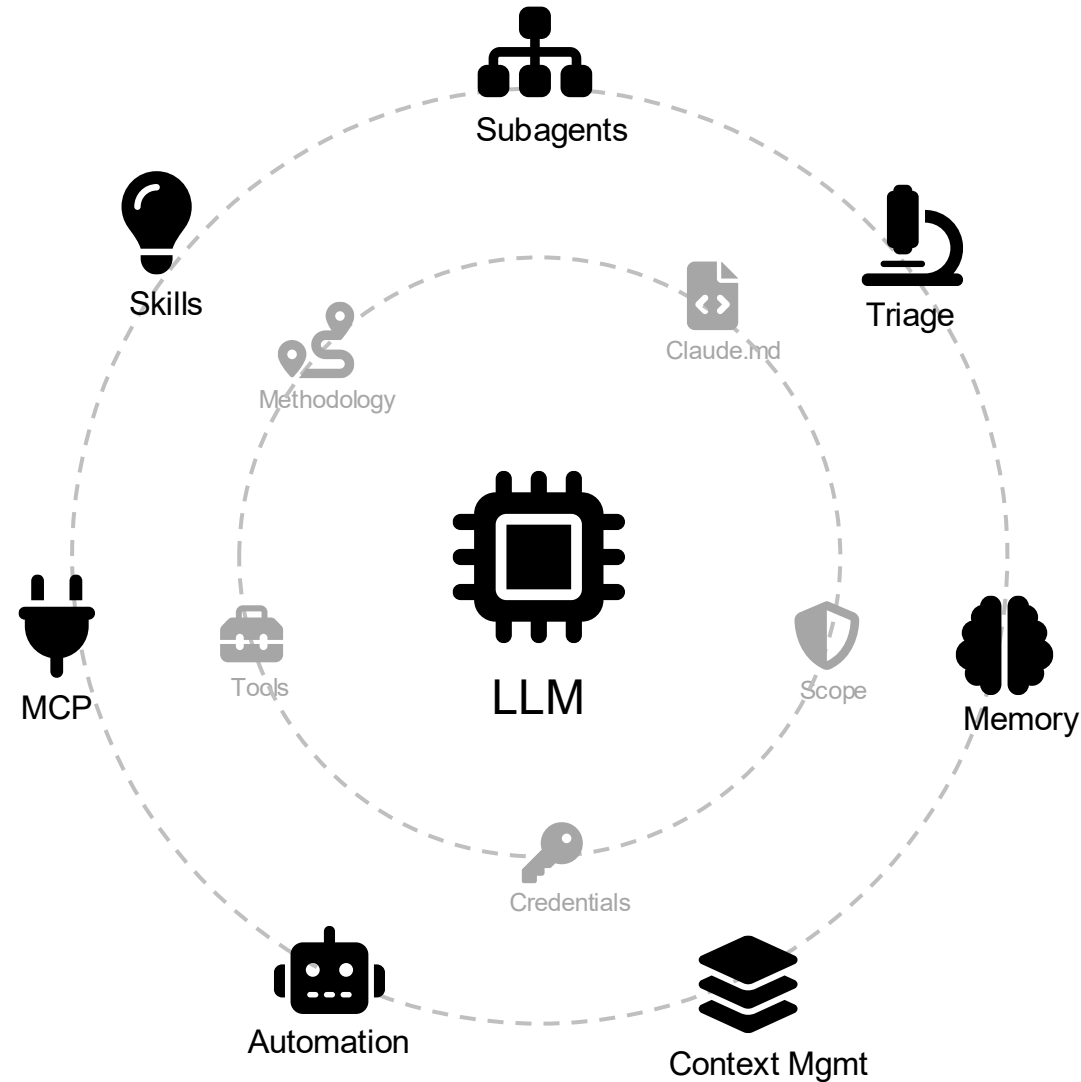 Subagents
Skills
Triage
Claude.md
Methodology
Tools
LLM
Scope
MCP
Memory
Credentials
Automation
Context Mgmt